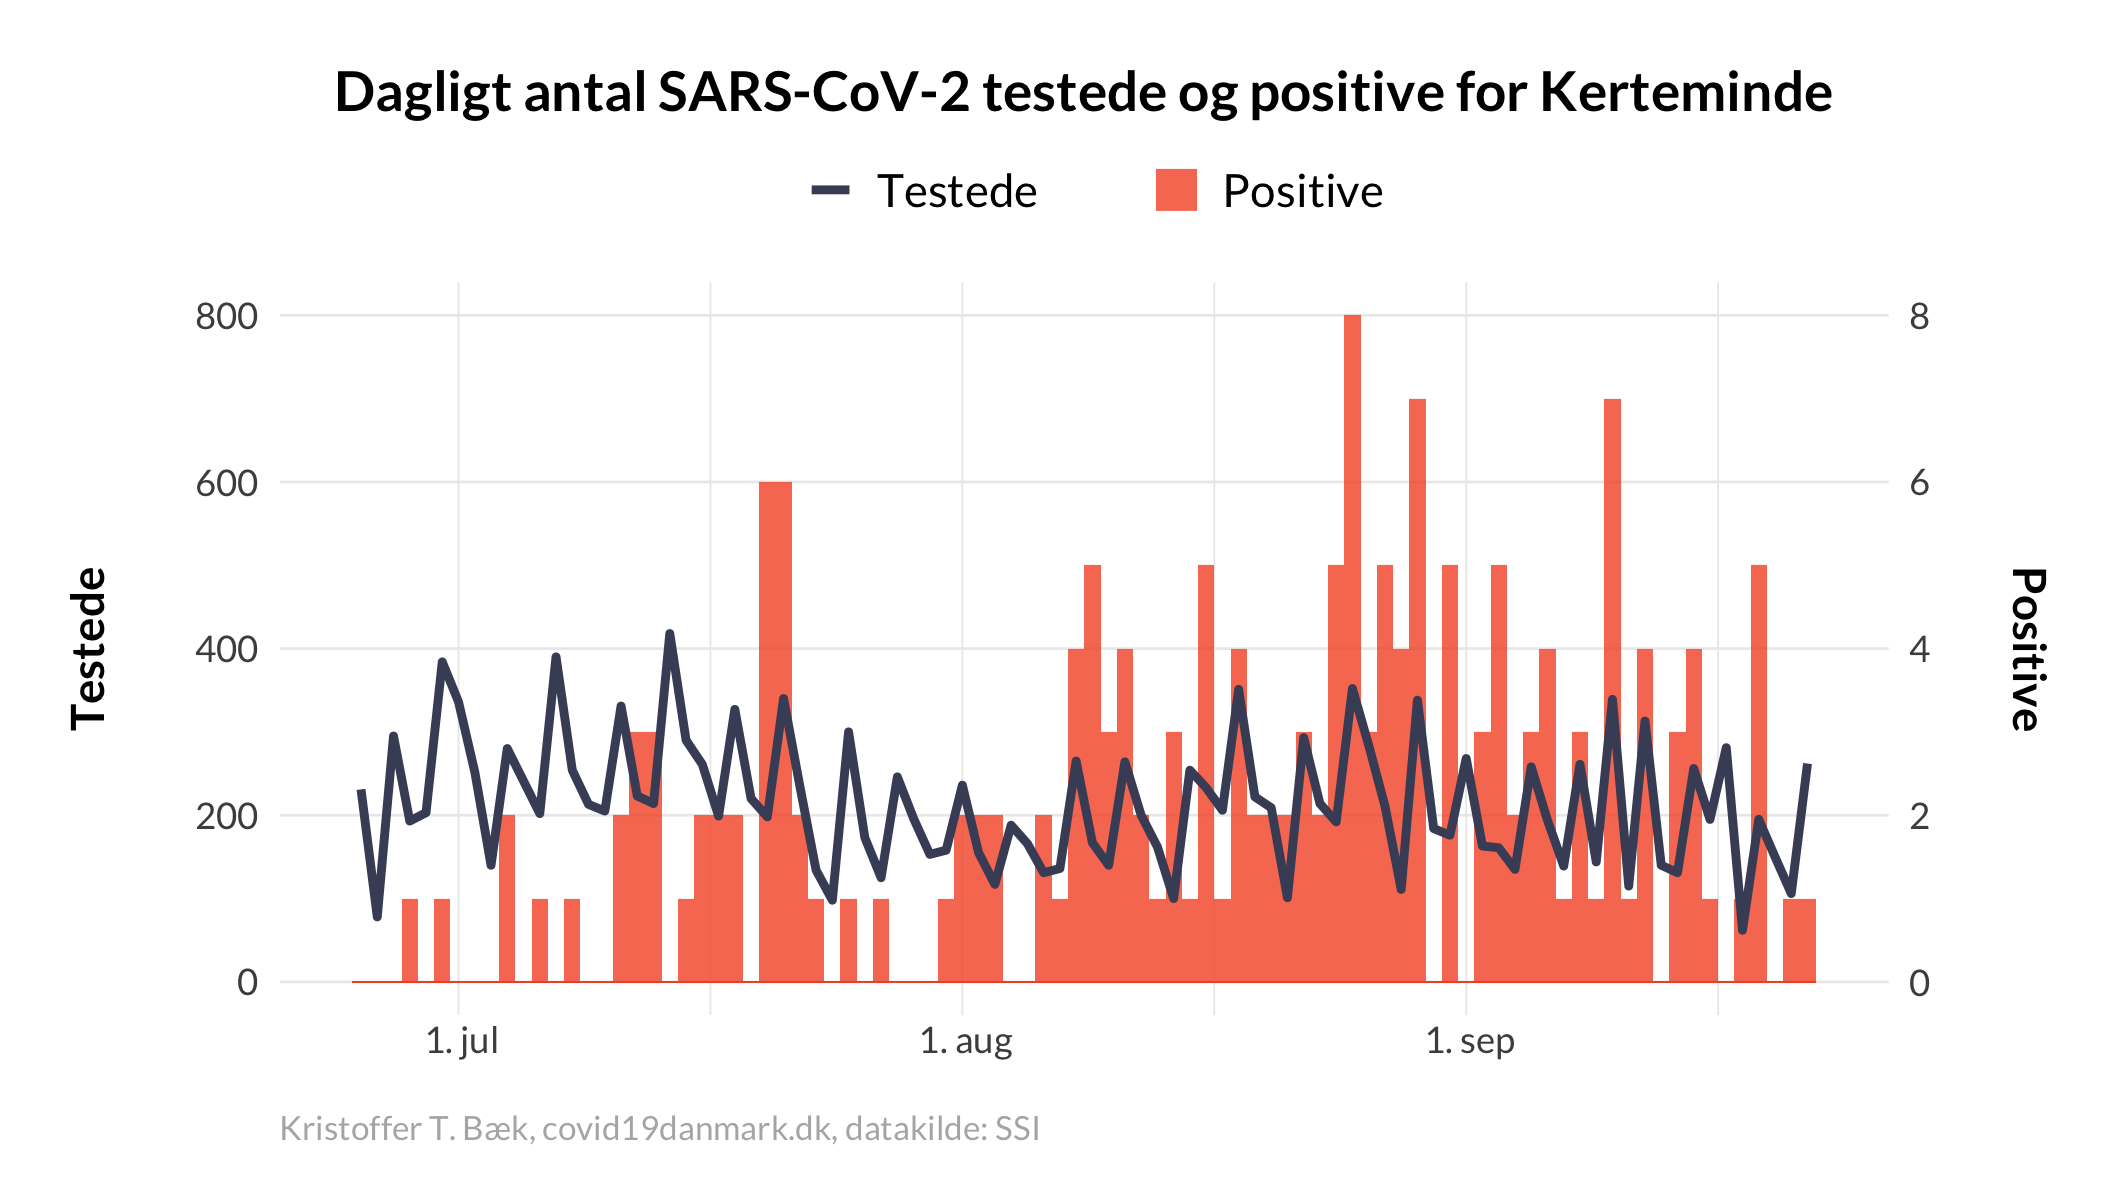 Dagligt antal SARS-CoV-2 testede og positive for Kerteminde
Testede Positive
800 8
600 6
400 4
200 2
0 0
Testede
Positive
1. jul 1. aug 1. sep
Kristoffer T. Bæk, covid19danmark.dk, datakilde: SSI